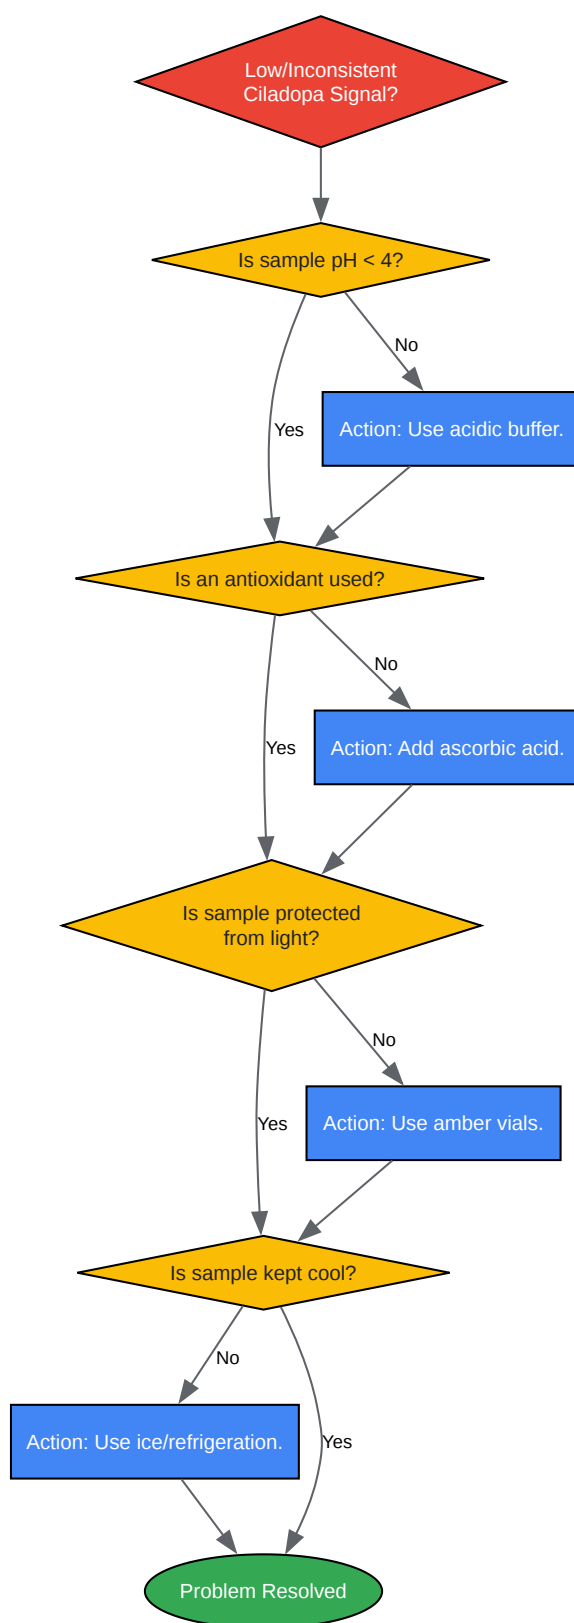 Low/Inconsistent
Ciladopa Signal?
Is sample pH < 4?
No
Yes
Action: Use acidic buffer.
Is an antioxidant used?
No
Yes
Action: Add ascorbic acid.
Is sample protected
from light?
No
Yes
Action: Use amber vials.
Is sample kept cool?
No
Yes
Action: Use ice/refrigeration.
Problem Resolved